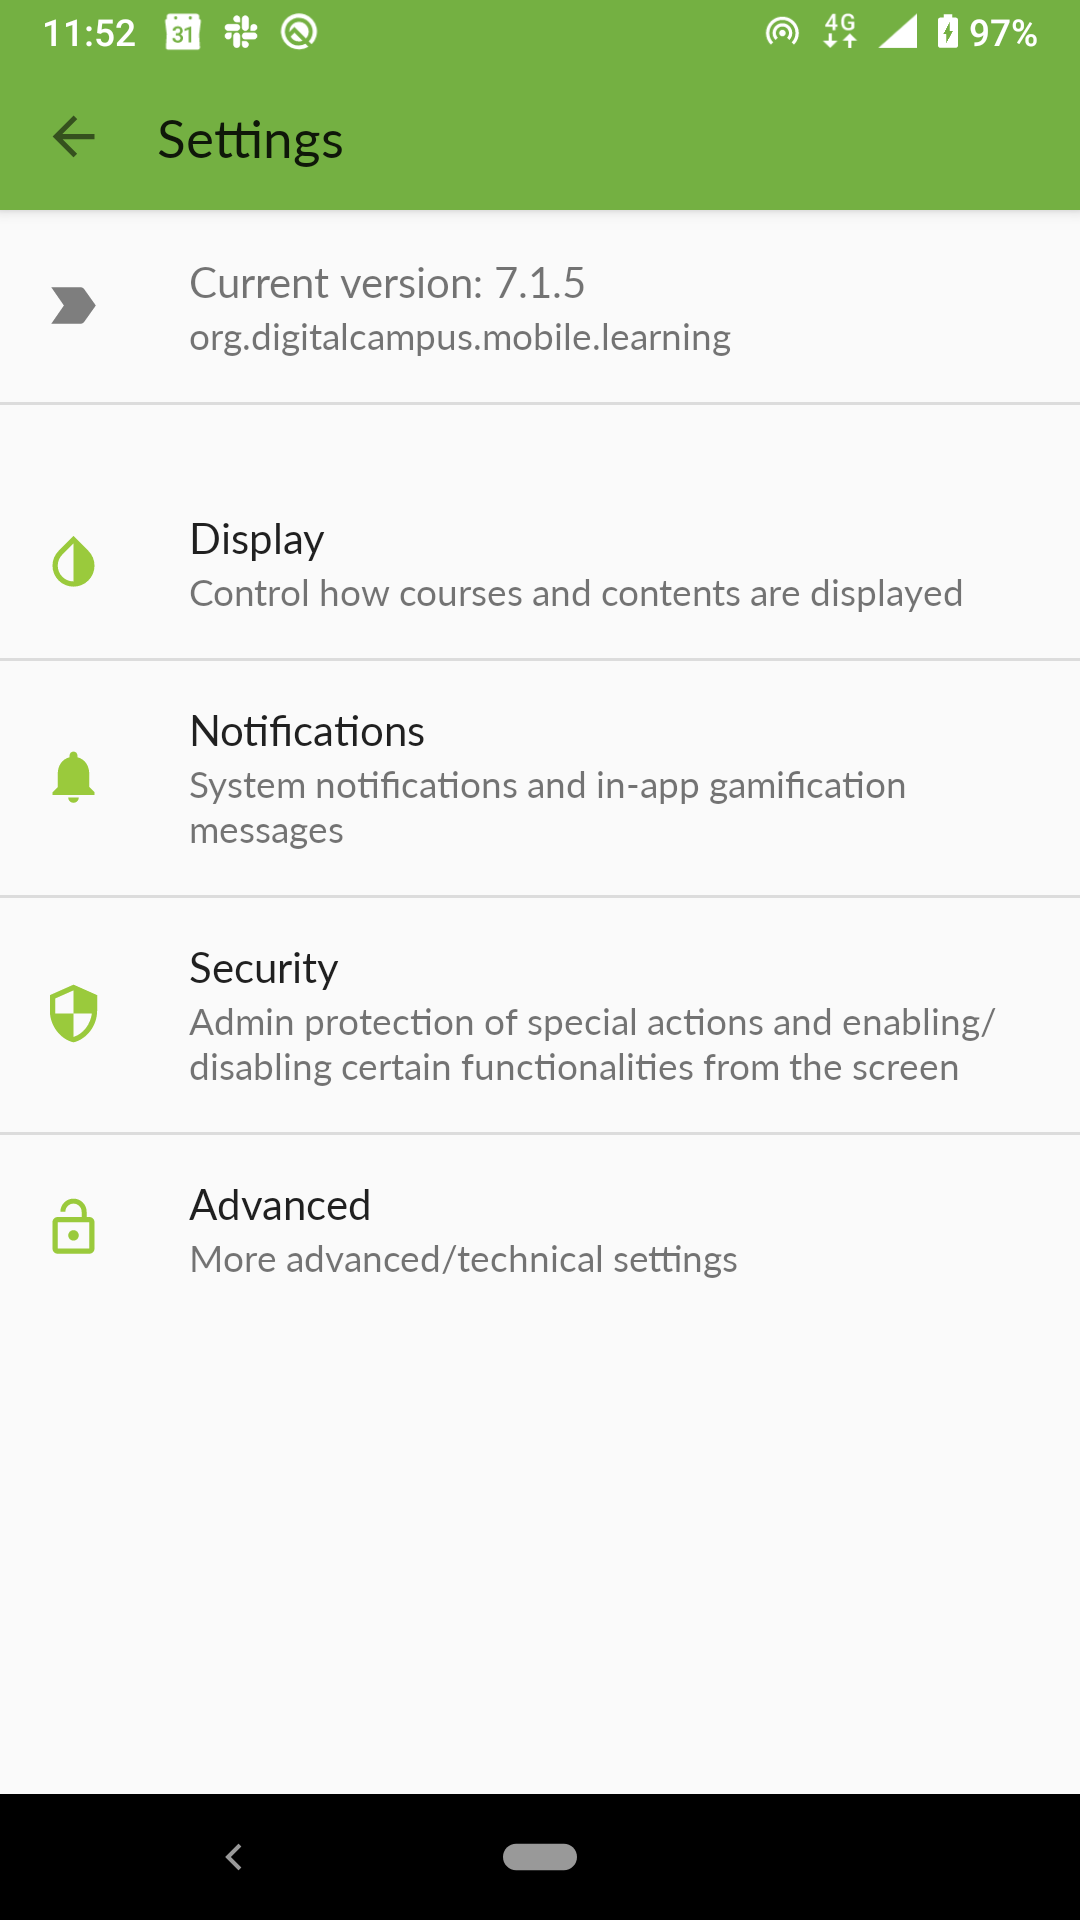 11:52 31 4G 97%
Settings
Current version: 7.1.5
org.digitalcampus.mobile.learning
Display
Control how courses and contents are displayed
Notifications
System notifications and in-app gamification
messages
Security
Admin protection of special actions and enabling/
disabling certain functionalities from the screen
Advanced
More advanced/technical settings